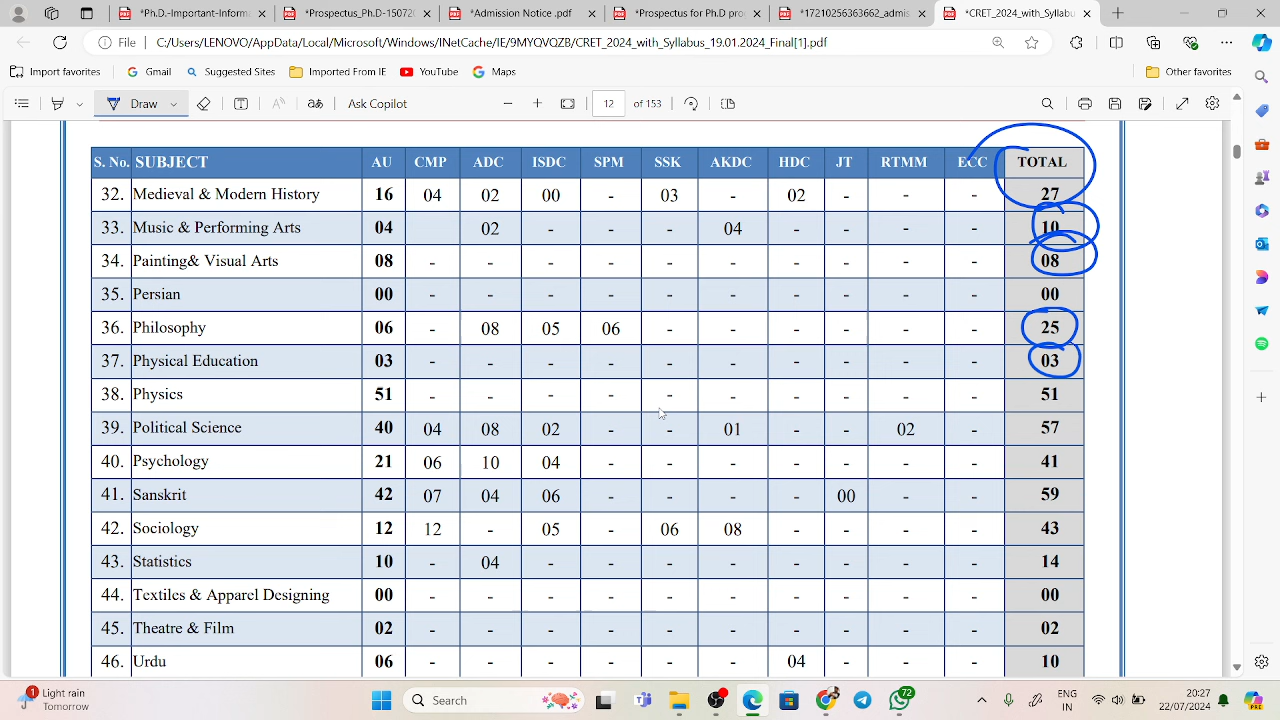 *Ph.D.-Important-Inform
*Prospectus_Ph.D-15072
*Admission Notice .pdf
*Prospectus for Ph.D pro
*17210256363662_admis
*CRET_2024_with_Syllabu
File C:/Users/LENOVO/AppData/Local/Microsoft/Windows/INetCache/IE/9MYQVQZB/CRET_2024_with_Syllabus_19.01.2024_Final[1].pdf
Import favorites Gmail Suggested Sites Imported From IE YouTube Maps Other favorites
Draw Ask Copilot 12 of 153
S. No. SUBJECT AU CMP ADC ISDC SPM SSK AKDC HDC JT RTMM ECC TOTAL
32. Medieval & Modern History 16 04 02 00 - 03 - 02 - - - 27
33. Music & Performing Arts 04 02 - - - 04 - - - - 10
34. Painting& Visual Arts 08 - - - - - - - - - - 08
35. Persian 00 - - - - - - - - - - 00
36. Philosophy 06 - 08 05 06 - - - - - - 25
37. Physical Education 03 - - - - - - - - - - 03
38. Physics 51 - - - - - - - - - - 51
39. Political Science 40 04 08 02 - - 01 - - 02 - 57
40. Psychology 21 06 10 04 - - - - - - - 41
41. Sanskrit 42 07 04 06 - - - - 00 - - 59
42. Sociology 12 12 - 05 - 06 08 - - - - 43
43. Statistics 10 - 04 - - - - - - - - 14
44. Textiles & Apparel Designing 00 - - - - - - - - - - 00
45. Theatre & Film 02 - - - - - - - - - - 02
46. Urdu 06 - - - - - - 04 - - - 10
1 Light rain
Tomorrow
Search
72
ENG
IN
20:27
22/07/2024